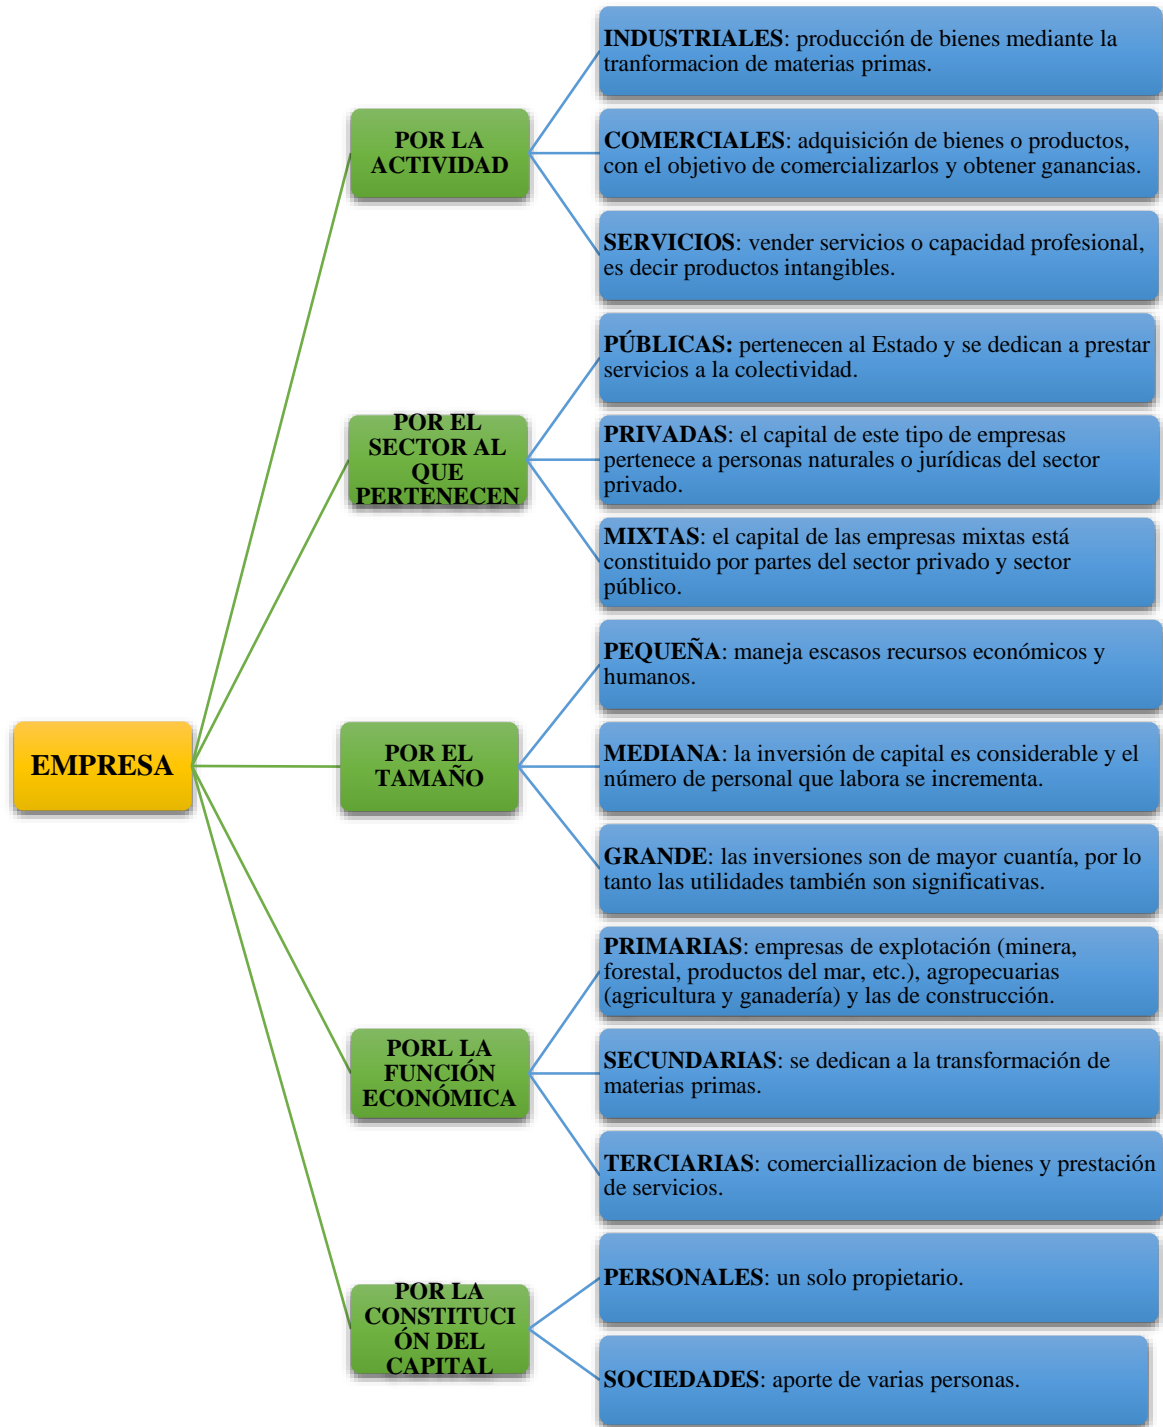 EMPRESA
POR LA
ACTIVIDAD
INDUSTRIALES: producción de bienes mediante la
tranformacion de materias primas.
COMERCIALES: adquisición de bienes o productos,
con el objetivo de comercializarlos y obtener ganancias.
SERVICIOS: vender servicios o capacidad profesional,
es decir productos intangibles.
POR EL
SECTOR AL
QUE
PERTENECEN
PÚBLICAS: pertenecen al Estado y se dedican a prestar
servicios a la colectividad.
PRIVADAS: el capital de este tipo de empresas
pertenece a personas naturales o jurídicas del sector
privado.
MIXTAS: el capital de las empresas mixtas está
constituido por partes del sector privado y sector
público.
POR EL
TAMAÑO
PEQUEÑA: maneja escasos recursos económicos y
humanos.
MEDIANA: la inversión de capital es considerable y el
número de personal que labora se incrementa.
GRANDE: las inversiones son de mayor cuantía, por lo
tanto las utilidades también son significativas.
PORL LA
FUNCIÓN
ECONÓMICA
PRIMARIAS: empresas de explotación (minera,
forestal, productos del mar, etc.), agropecuarias
(agricultura y ganadería) y las de construcción.
SECUNDARIAS: se dedican a la transformación de
materias primas.
TERCIARIAS: comerciallizacion de bienes y prestación
de servicios.
POR LA
CONSTITUCI
ÓN DEL
CAPITAL
PERSONALES: un solo propietario.
SOCIEDADES: aporte de varias personas.